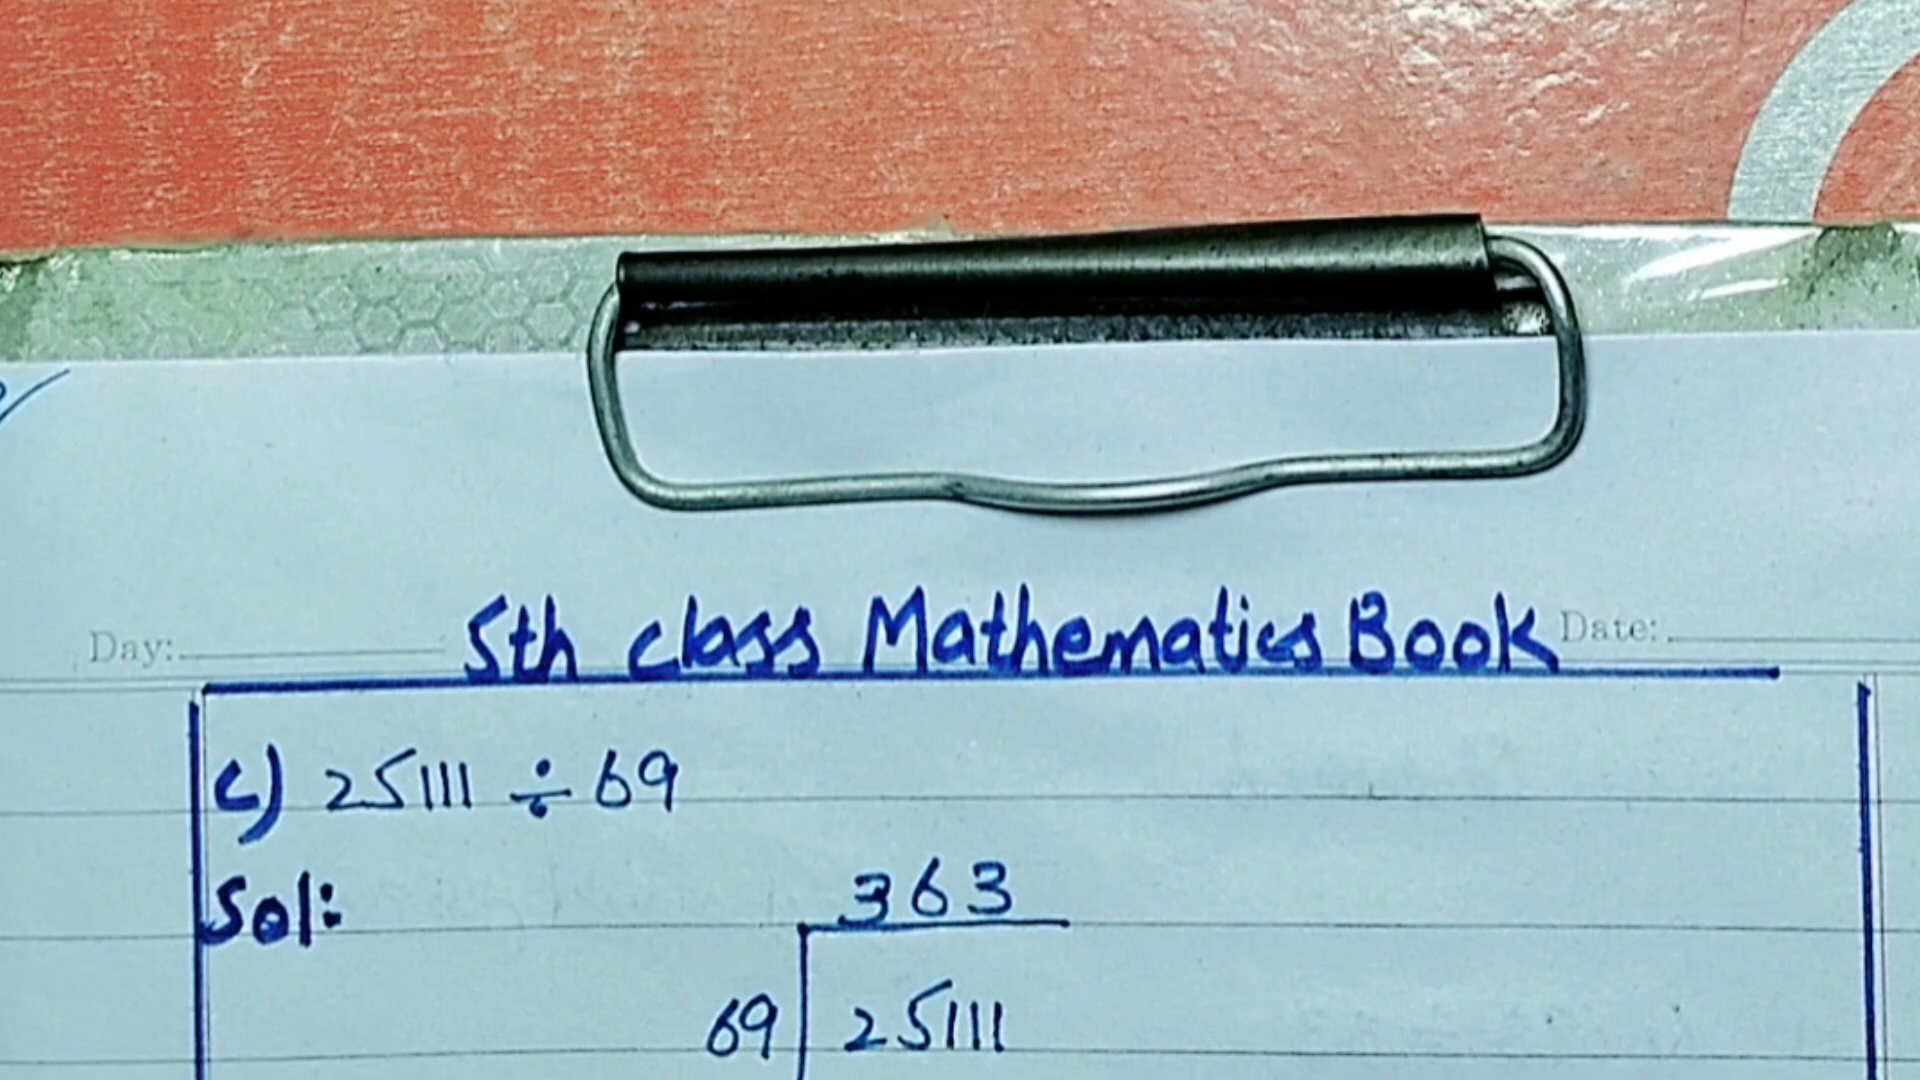 Day: 5th class Mathematics Book Date:
c) 25111 ÷ 69
Sol:
363
69 25111